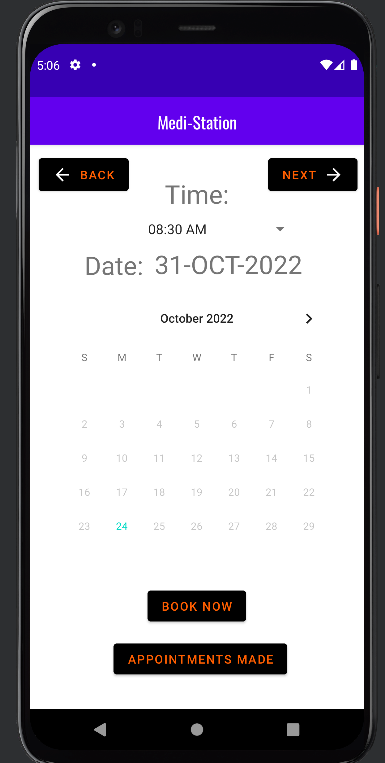 5:06
Medi-Station
BACK
NEXT
Time:
08:30 AM
Date: 31-OCT-2022
October 2022
S M T W T F S
1
2 3 4 5 6 7 8
9 10 11 12 13 14 15
16 17 18 19 20 21 22
23 24 25 26 27 28 29
BOOK NOW
APPOINTMENTS MADE